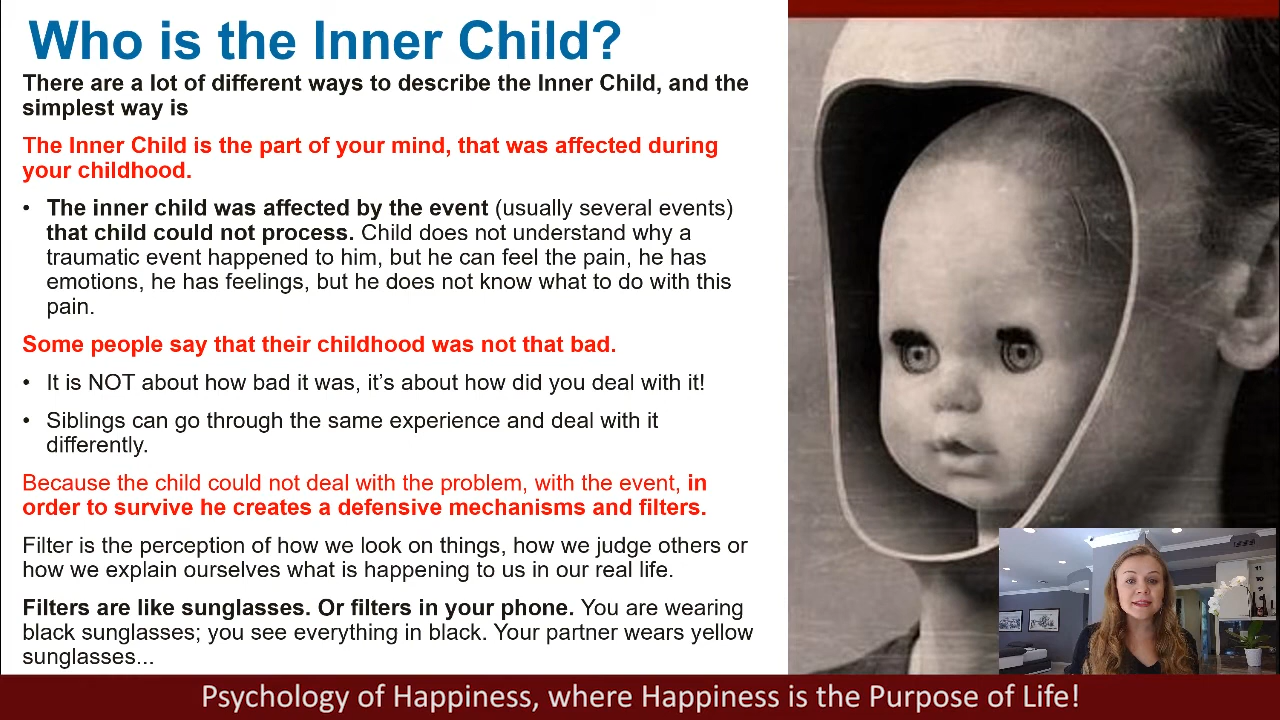 Who is the Inner Child?
There are a lot of different ways to describe the Inner Child, and the
simplest way is
The Inner Child is the part of your mind, that was affected during
your childhood.
• The inner child was affected by the event (usually several events)
that child could not process. Child does not understand why a
traumatic event happened to him, but he can feel the pain, he has
emotions, he has feelings, but he does not know what to do with this
pain.
Some people say that their childhood was not that bad.
• It is NOT about how bad it was, it’s about how did you deal with it!
• Siblings can go through the same experience and deal with it
differently.
Because the child could not deal with the problem, with the event, in
order to survive he creates a defensive mechanisms and filters.
Filter is the perception of how we look on things, how we judge others or
how we explain ourselves what is happening to us in our real life.
Filters are like sunglasses. Or filters in your phone. You are wearing
black sunglasses; you see everything in black. Your partner wears yellow
sunglasses...
Psychology of Happiness, where Happiness is the Purpose of Life!